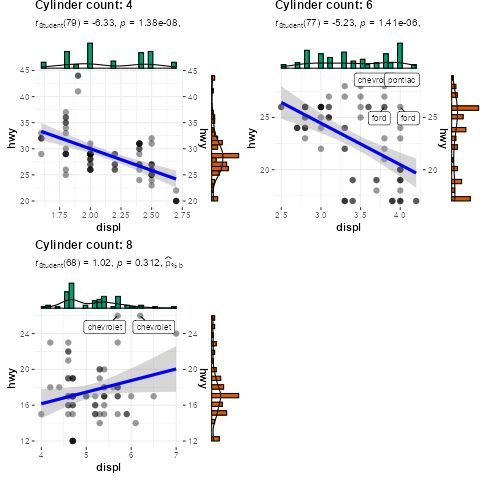 Cylinder count: 4
t Student(79) = -6.33, p = 1.38e-08,
45
40
35
30
25
20
hwy
1.75 2.00 2.25 2.50 2.75
displ
45
40
35
30
25
20
hwy
Cylinder count: 6
t Student(77) = -5.23, p = 1.41e-06,
chevrol pontiac
ford ford
25
20
hwy
2.5 3.0 3.5 4.0
displ
25
20
hwy
Cylinder count: 8
t Student(68) = 1.02, p = 0.312, ρ̂ % b
chevrolet chevrolet
24
20
16
12
hwy
4 5 6 7
displ
24
20
16
12
hwy